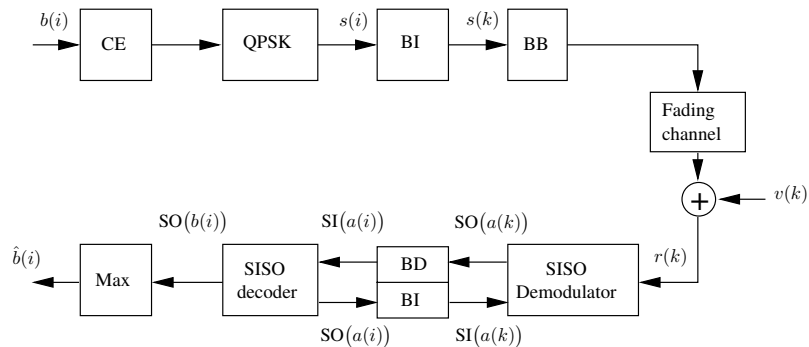 b(i)
CE
QPSK
s(i)
BI
s(k)
BB
Fading
channel
+
v(k)
r(k)
SO(b(i))
SI(a(i))
SO(a(k))
b̂(i)
Max
SISO
decoder
BD
BI
SISO
Demodulator
SO(a(i))
SI(a(k))